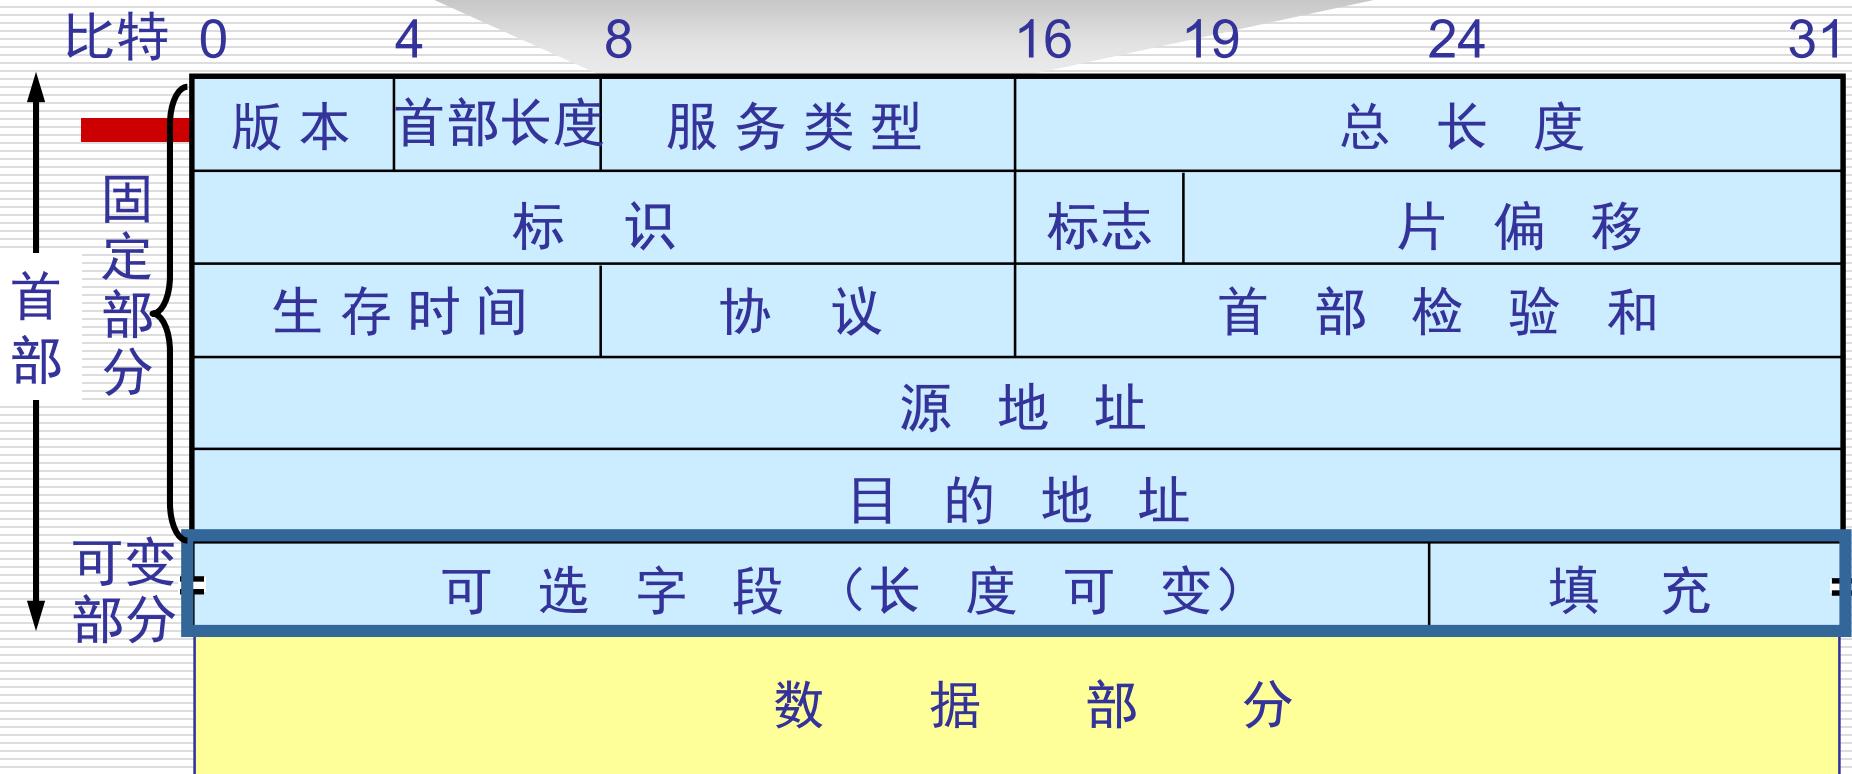 比特 0 4 8 16 19 24 31
版本 首部长度 服务类型 总长度
标识 标志 片偏移
生存时间 协议 首部检验和
源地址
目的地址
可选字段（长度可变） 填充
数据部分
首部
固定部分
可变
部分